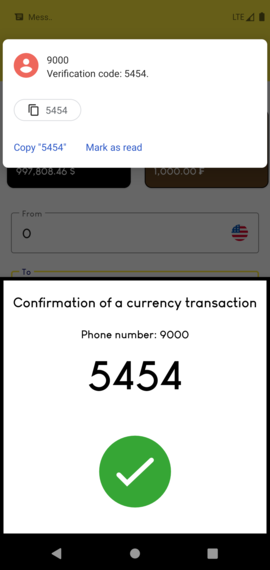 Mess..
LTE
9000
Verification code: 5454.
5454
Copy "5454"
Mark as read
997,808.46 $
1,000.00 ₣
From
0
To
Confirmation of a currency transaction
Phone number: 9000
5454